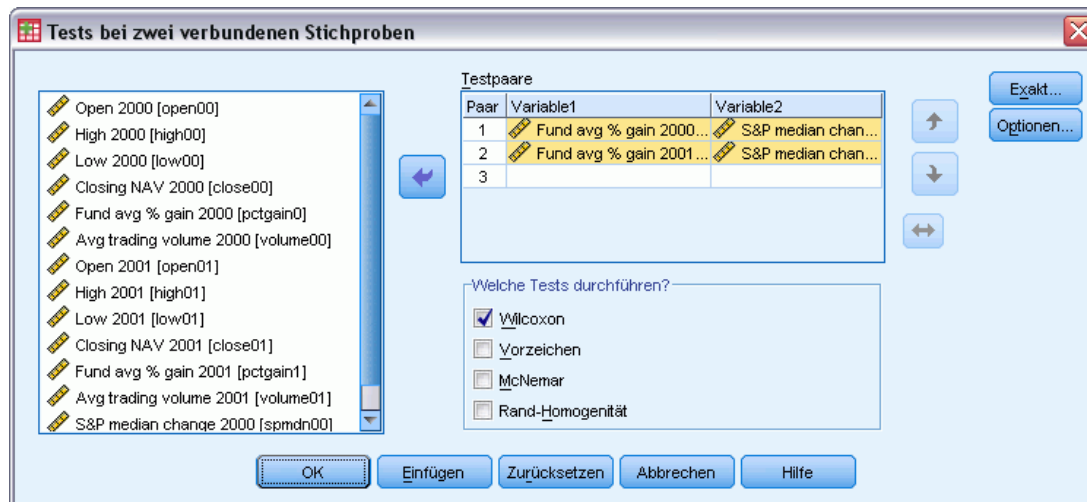 Tests bei zwei verbundenen Stichproben
Open 2000 [open00]
High 2000 [high00]
Low 2000 [low00]
Closing NAV 2000 [close00]
Fund avg % gain 2000 [pctgain0]
Avg trading volume 2000 [volume00]
Open 2001 [open01]
High 2001 [high01]
Low 2001 [low01]
Closing NAV 2001 [close01]
Fund avg % gain 2001 [pctgain1]
Avg trading volume 2001 [volume01]
S&P median change 2000 [spmdn00]
Testpaare
Paar Variable1 Variable2
1 Fund avg % gain 2000... S&P median chan...
2 Fund avg % gain 2001... S&P median chan...
3
Welche Tests durchführen?
Wilcoxon
Vorzeichen
McNemar
Rand-Homogenität
Exakt...
Optionen...
OK Einfügen Zurücksetzen Abbrechen Hilfe